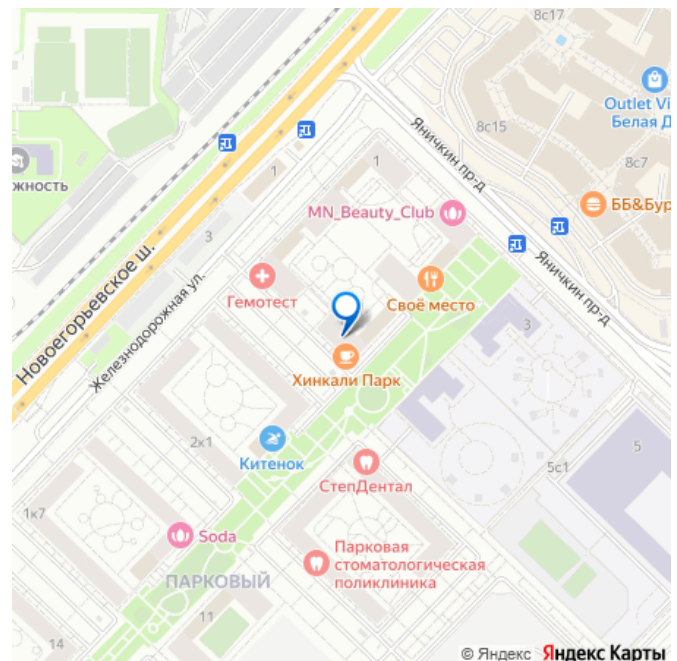 8с17
Outlet Vi
Белая Д
8с15
8с7
Яничкин пр-д
жность
1
1
MN_Beauty_Club
ББ&Бур
3
Новоегорьевское ш.
Железнодорожная ул.
Гемотест
Своё место
Яничкин пр-д
3
Хинкали Парк
2к1
Китенок
5
5с1
СтепДентал
1к7
Soda
Парковая
стоматологическая
поликлиника
ПАРКОВЫЙ
11
14
© Яндекс Яндекс Карты